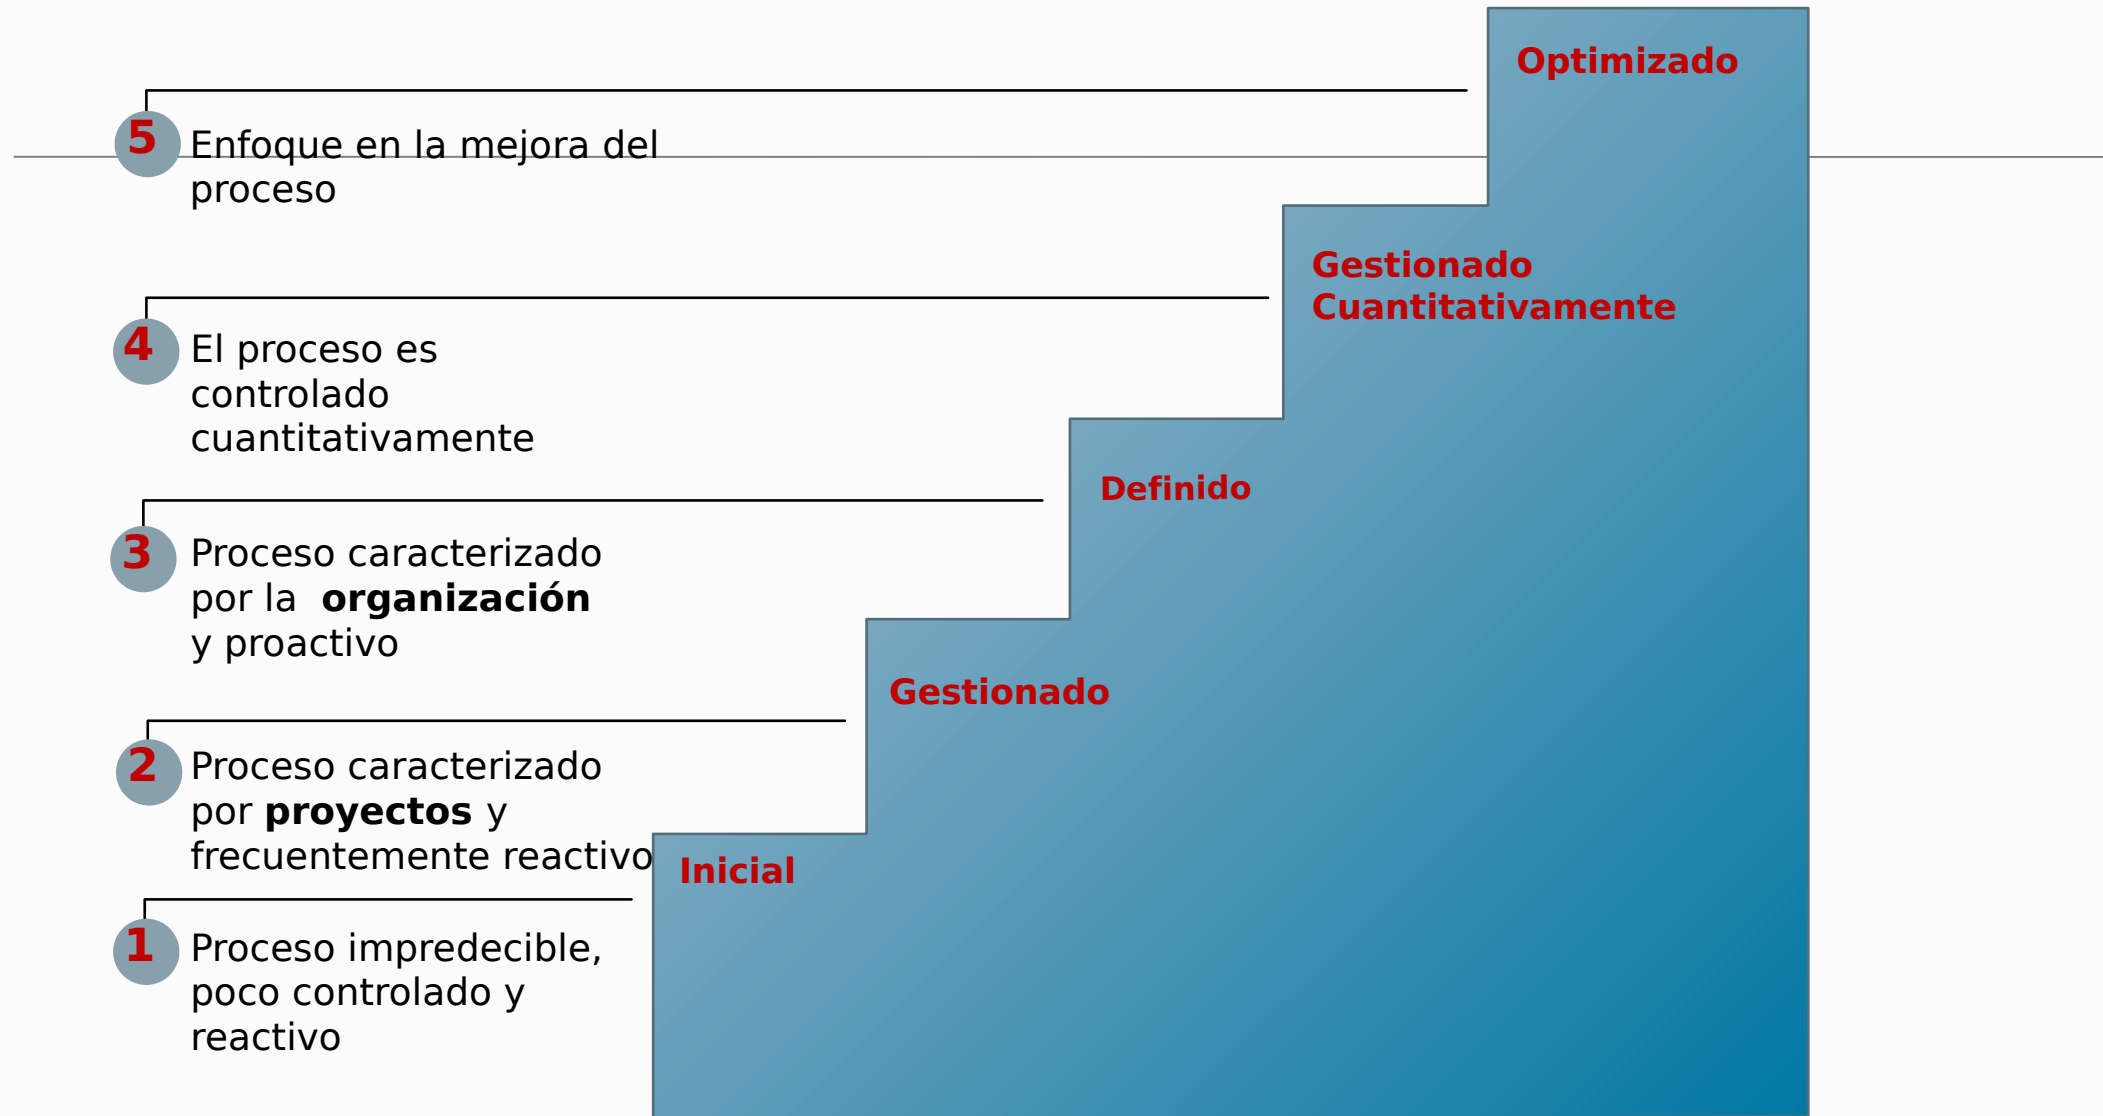 Optimizado
5
Enfoque en la mejora del
proceso
Gestionado
Cuantitativamente
4
El proceso es
controlado
cuantitativamente
Definido
3
Proceso caracterizado
por la organización
y proactivo
Gestionado
2
Proceso caracterizado
por proyectos y
frecuentemente reactivo
Inicial
1
Proceso impredecible,
poco controlado y
reactivo